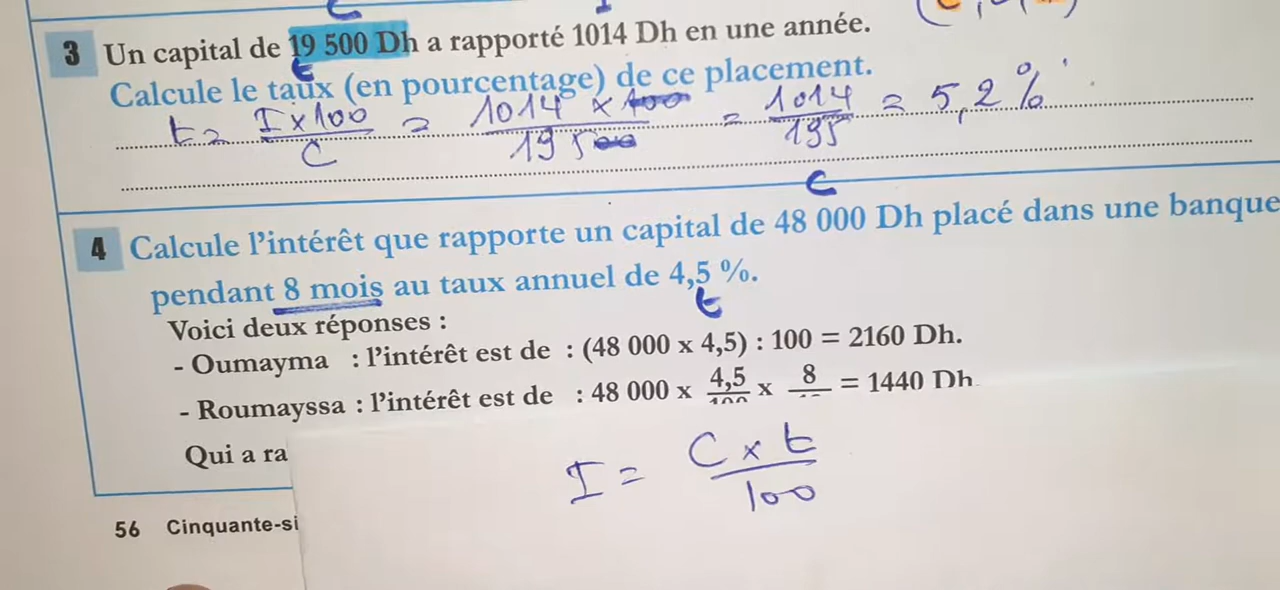 3 Un capital de 19 500 Dh a rapporté 1014 Dh en une année.
c
Calcule le taux (en pourcentage) de ce placement.
t = I x 100 / C = 1014 x 100 / 19 500 = 1014 / 195 = 5,2 %
c
4 Calcule l'intérêt que rapporte un capital de 48 000 Dh placé dans une banque
pendant 8 mois au taux annuel de 4,5 %.
t
Voici deux réponses :
- Oumayma : l'intérêt est de : (48 000 x 4,5) : 100 = 2160 Dh.
- Roumayssa : l'intérêt est de : 48 000 x 4,5 / 100 x 8 / = 1440 Dh
Qui a ra
I = C x t / 100
56 Cinquante-si